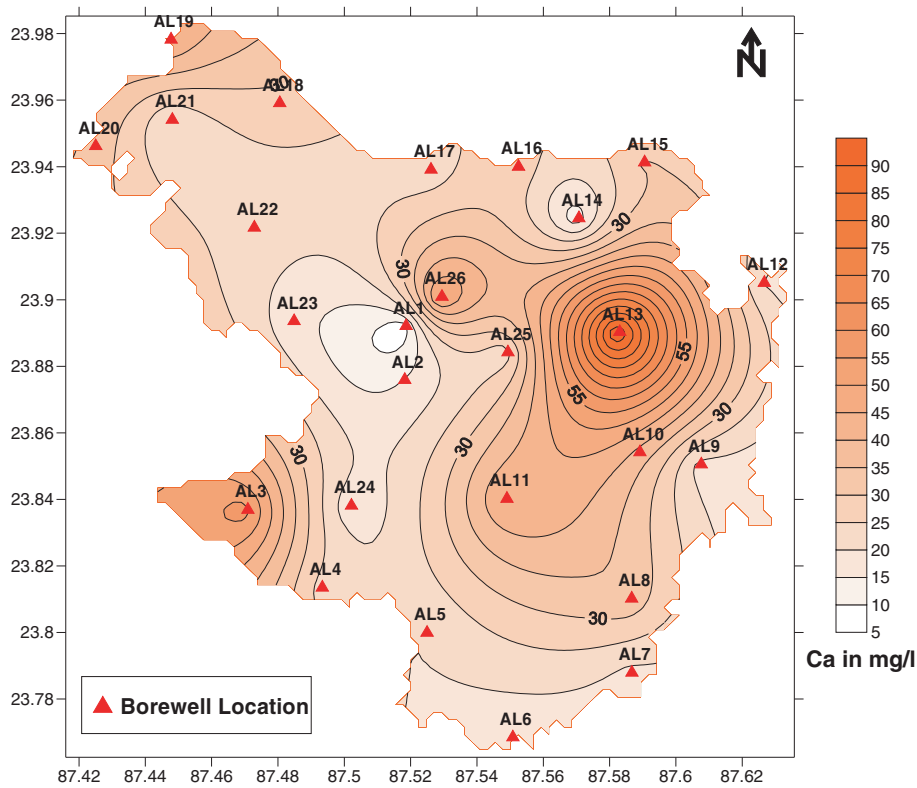 AL19
23.98
N
30
AL18
23.96
AL21
AL20
AL17
AL16
AL15
23.94
90
85
AL14
80
AL22
30
75
23.92
70
30
AL26
AL12
65
60
23.9
AL23
AL1
AL13
55
50
AL25
55
45
23.88
AL2
55
40
35
30
30
23.86
30
30
AL10
AL9
25
20
AL3
AL24
AL11
15
23.84
10
5
Ca in mg/l
AL4
AL8
23.82
30
AL5
23.8
AL7
23.78
Borewell Location
AL6
87.42 87.44 87.46 87.48 87.5 87.52 87.54 87.56 87.58 87.6 87.62